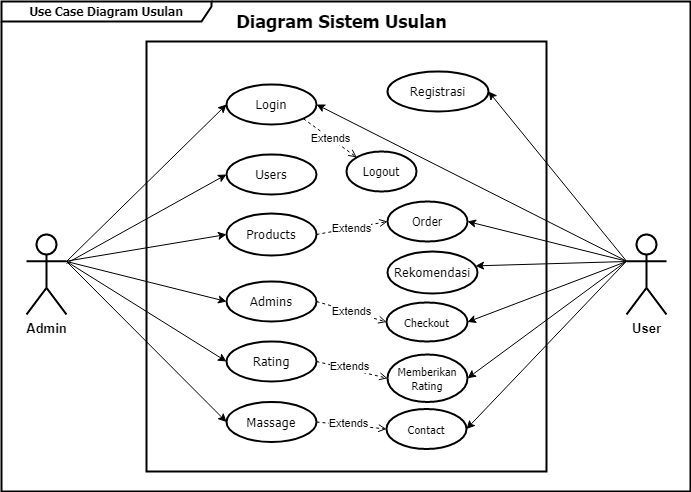 Use Case Diagram Usulan
Diagram Sistem Usulan
Login
Registrasi
Extends
Logout
Users
Products
Extends
Order
Rekomendasi
Admin
User
Admins
Extends
Checkout
Rating
Extends
Memberikan
Rating
Massage
Extends
Contact